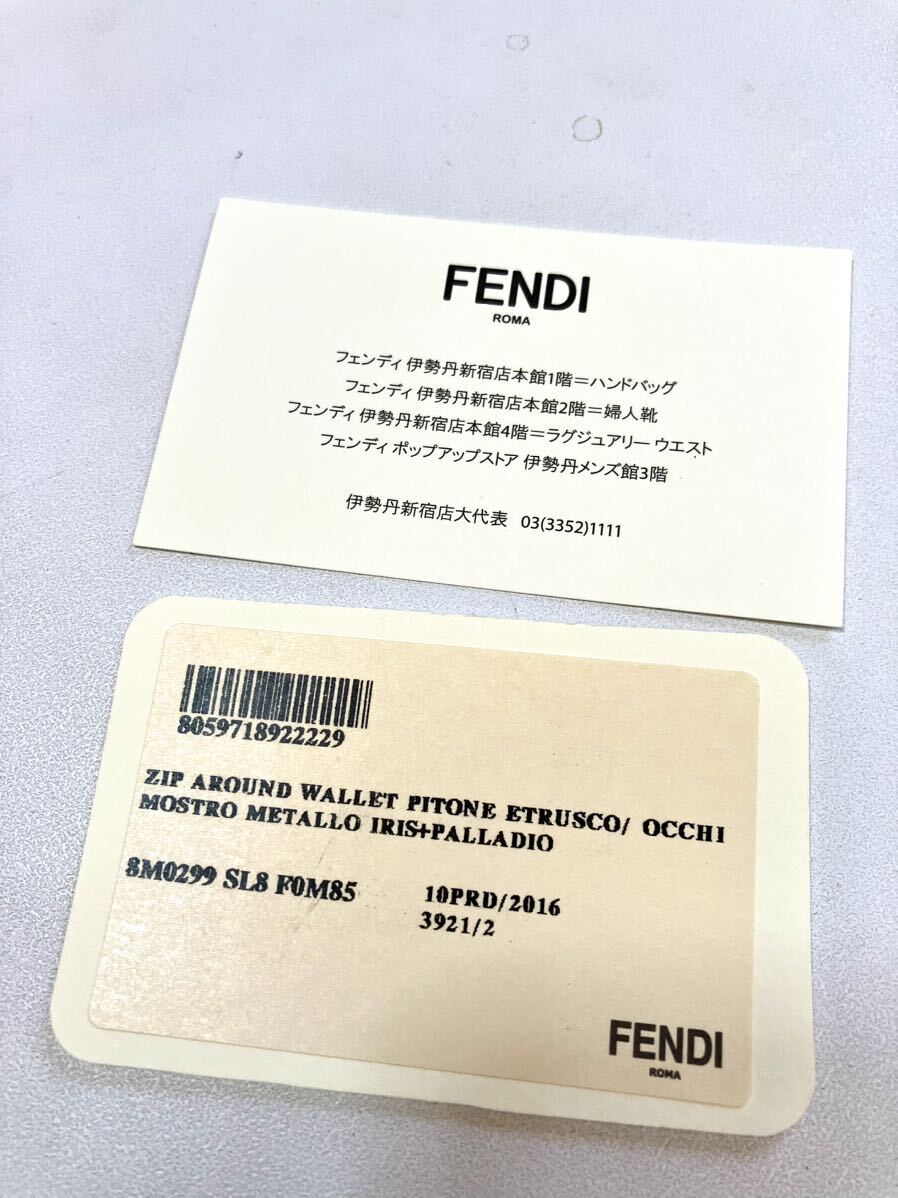 FENDI
ROMA
フェンディ 伊勢丹新宿店本館1階＝ハンドバッグ
フェンディ 伊勢丹新宿店本館2階＝婦人靴
フェンディ 伊勢丹新宿店本館4階＝ラグジュアリー ウエスト
フェンディ ポップアップストア 伊勢丹メンズ館3階
伊勢丹新宿店大代表 03(3352)1111
8059718922229
ZIP AROUND WALLET PITONE ETRUSCO/ OCCHI
MOSTRO METALLO IRIS+PALLADIO
8M0299 SL8 F0M85 10PRD/2016
3921/2
FENDI
ROMA